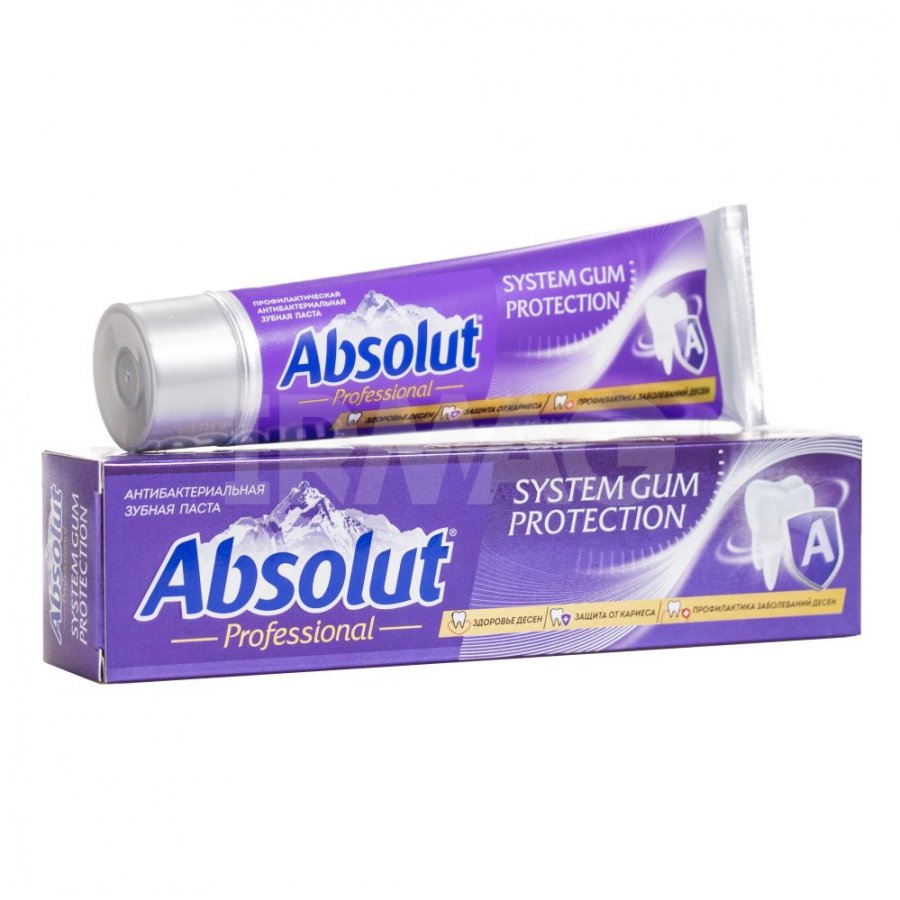 ПРОФИЛАКТИЧЕСКАЯ
АНТИБАКТЕРИАЛЬНАЯ
ЗУБНАЯ ПАСТА
Absolut®
Professional
SYSTEM GUM
PROTECTION
A
ЗДОРОВЬЕ ДЕСЕН
ЗАЩИТА ОТ КАРИЕСА
ПРОФИЛАКТИКА ЗАБОЛЕВАНИЙ ДЕСЕН
Absolut
Professional
SYSTEM GUM
PROTECTION
АНТИБАКТЕРИАЛЬНАЯ
ЗУБНАЯ ПАСТА
Absolut®
Professional
SYSTEM GUM
PROTECTION
A
ЗДОРОВЬЕ ДЕСЕН
ЗАЩИТА ОТ КАРИЕСА
ПРОФИЛАКТИКА ЗАБОЛЕВАНИЙ ДЕСЕН